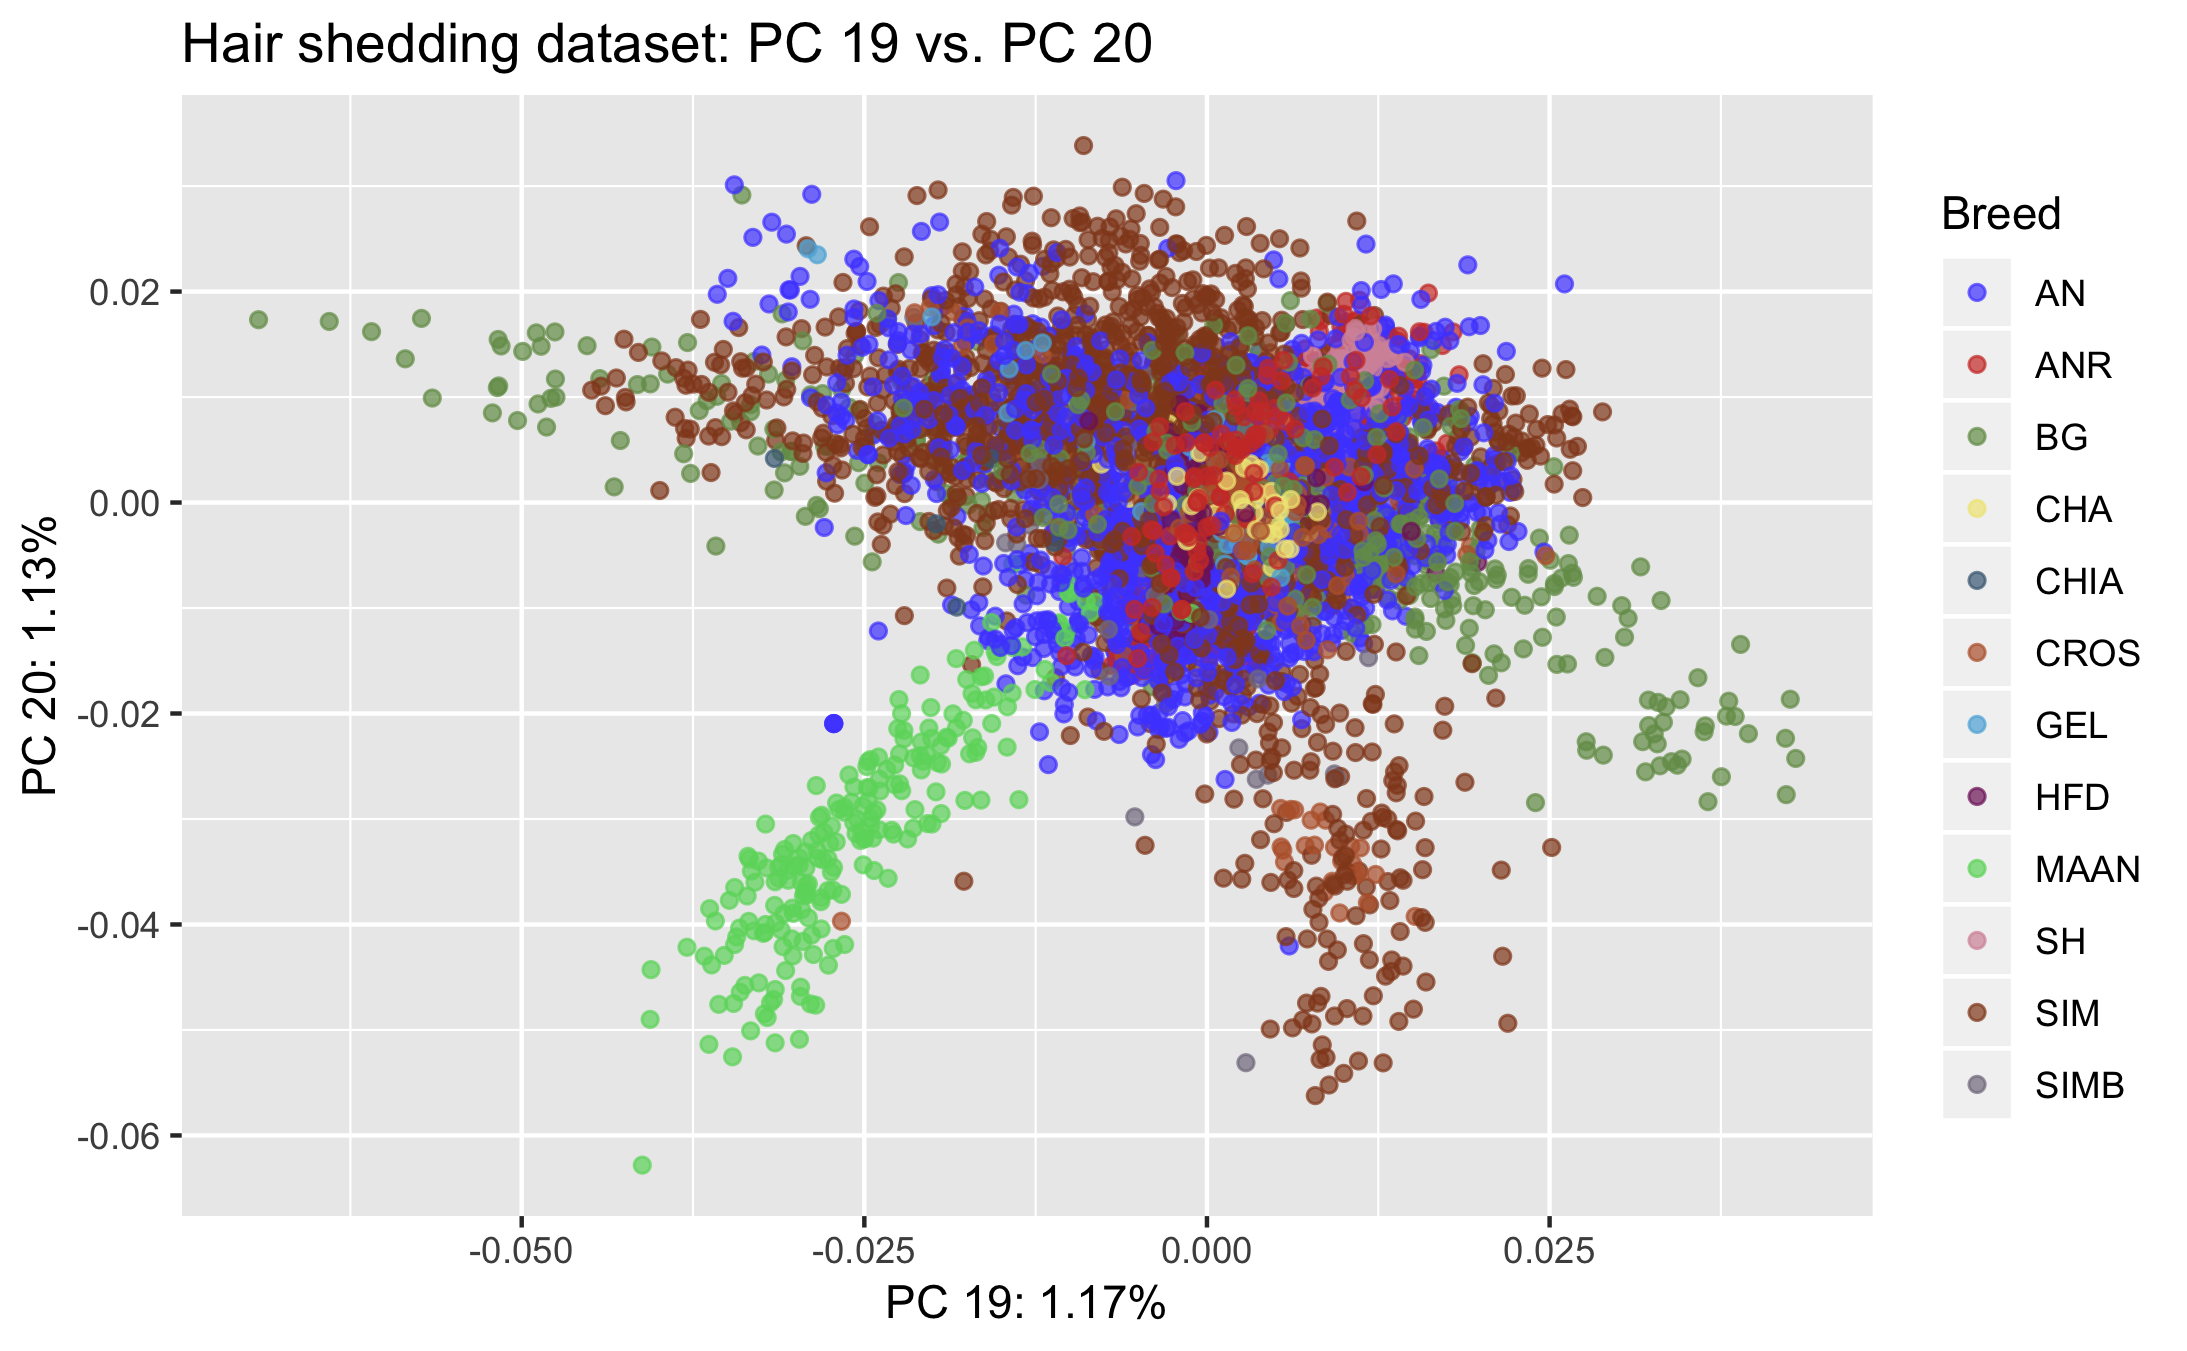 Hair shedding dataset: PC 19 vs. PC 20
PC 20: 1.13%
0.02
0.00
-0.02
-0.04
-0.06
-0.050
-0.025
0.000
0.025
PC 19: 1.17%
Breed
AN
ANR
BG
CHA
CHIA
CROS
GEL
HFD
MAAN
SH
SIM
SIMB